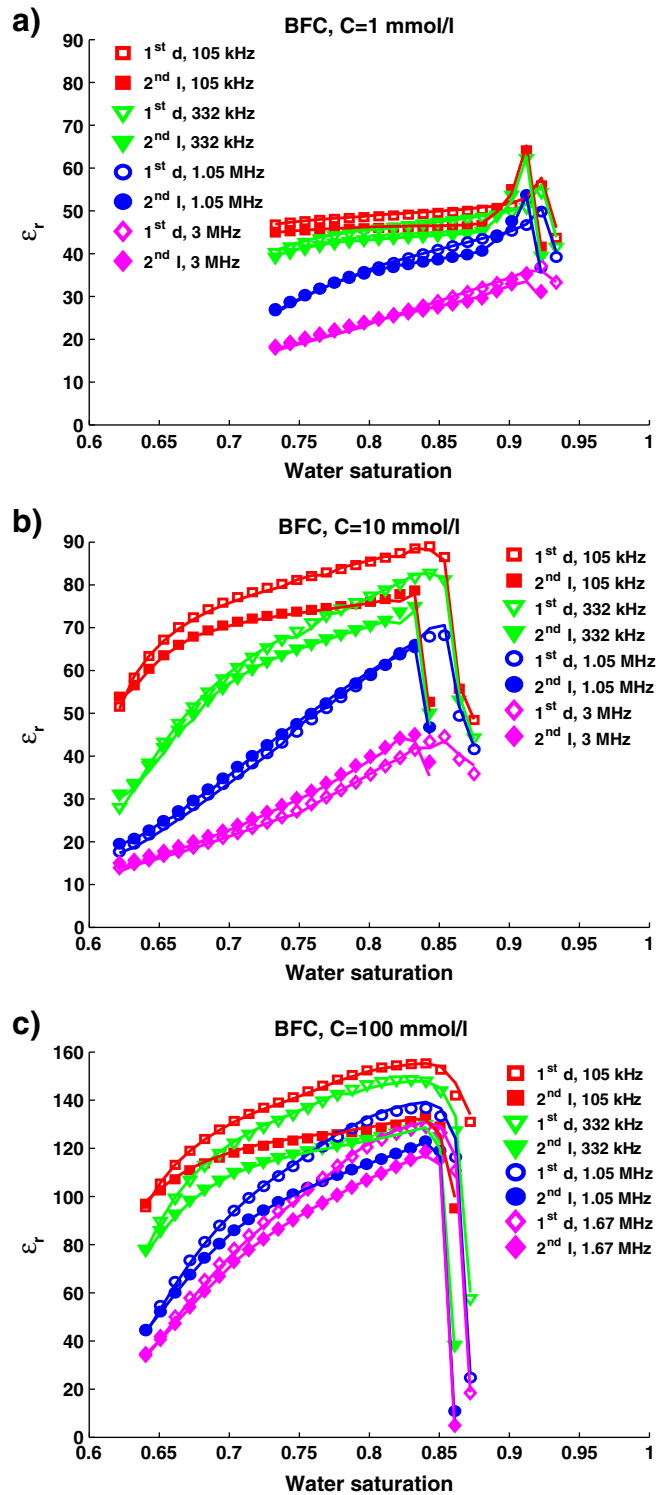 a)
BFC, C=1 mmol/l
90
80
70
60
50
40
30
20
10
0
εr
1st d, 105 kHz
2nd I, 105 kHz
1st d, 332 kHz
2nd I, 332 kHz
1st d, 1.05 MHz
2nd I, 1.05 MHz
1st d, 3 MHz
2nd I, 3 MHz
0.6 0.65 0.7 0.75 0.8 0.85 0.9 0.95 1
Water saturation
b)
BFC, C=10 mmol/l
90
80
70
60
50
40
30
20
10
0
εr
1st d, 105 kHz
2nd I, 105 kHz
1st d, 332 kHz
2nd I, 332 kHz
1st d, 1.05 MHz
2nd I, 1.05 MHz
1st d, 3 MHz
2nd I, 3 MHz
0.6 0.65 0.7 0.75 0.8 0.85 0.9 0.95 1
Water saturation
c)
BFC, C=100 mmol/l
160
140
120
100
80
60
40
20
0
εr
1st d, 105 kHz
2nd I, 105 kHz
1st d, 332 kHz
2nd I, 332 kHz
1st d, 1.05 MHz
2nd I, 1.05 MHz
1st d, 1.67 MHz
2nd I, 1.67 MHz
0.6 0.65 0.7 0.75 0.8 0.85 0.9 0.95 1
Water saturation